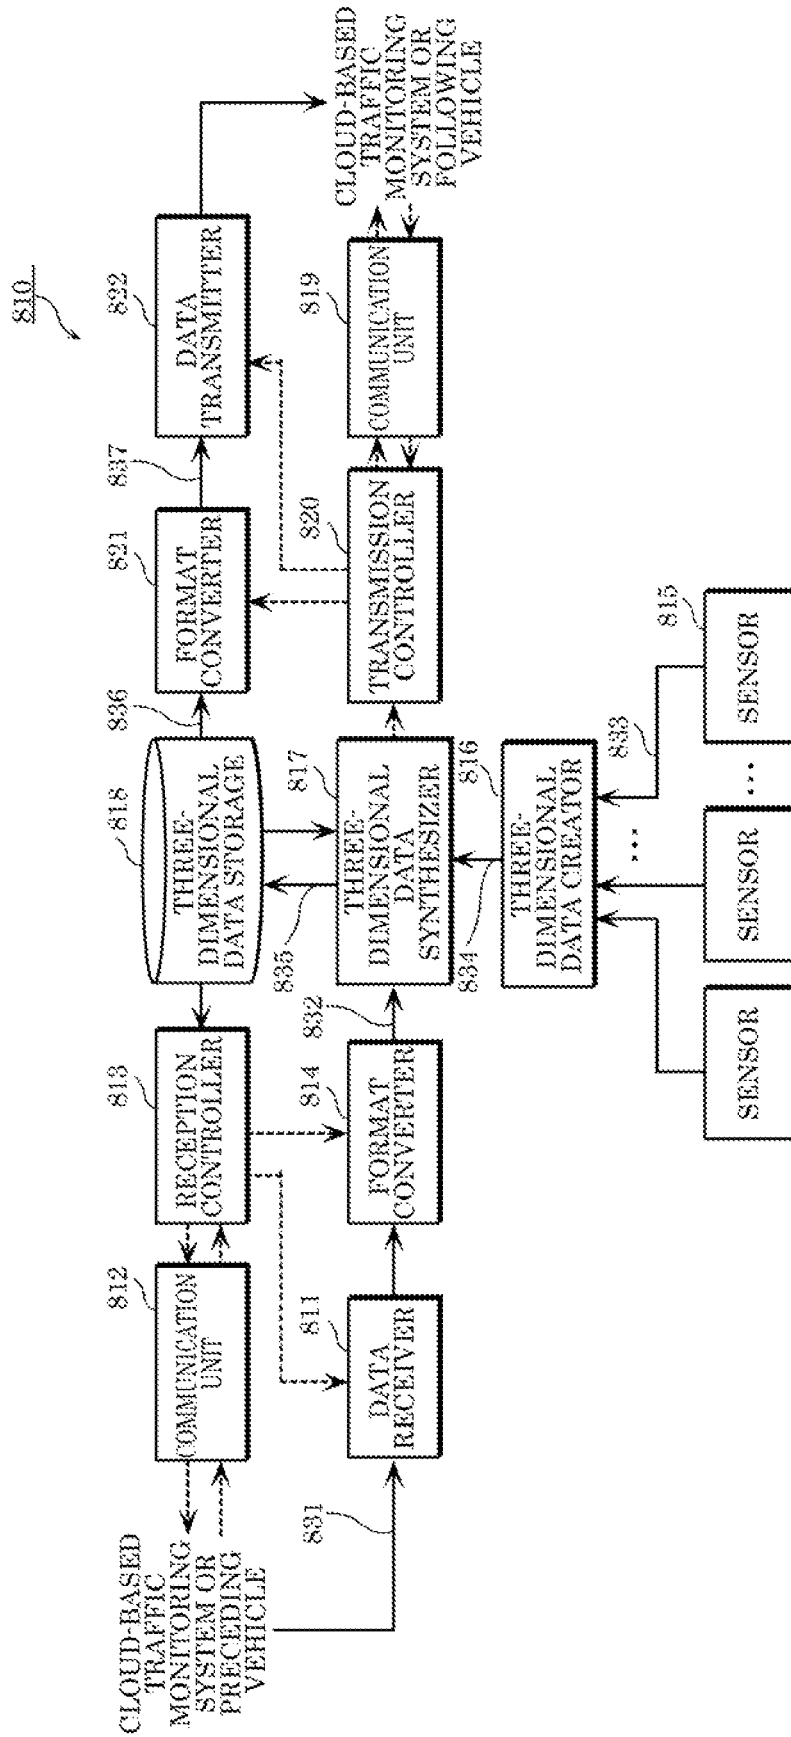 810
CLOUD-BASED
TRAFFIC
MONITORING
SYSTEM OR
PRECEDING
VEHICLE
812
COMMUNICATION
UNIT
813
RECEPTION
CONTROLLER
818
THREE-
DIMENSIONAL
DATA STORAGE
836
821
FORMAT
CONVERTER
837
822
DATA
TRANSMITTER
831
811
DATA
RECEIVER
814
FORMAT
CONVERTER
832
835
817
THREE-
DIMENSIONAL
DATA
SYNTHESIZER
820
TRANSMISSION
CONTROLLER
819
COMMUNICATION
UNIT
CLOUD-BASED
TRAFFIC
MONITORING
SYSTEM OR
FOLLOWING
VEHICLE
834
816
THREE-
DIMENSIONAL
DATA CREATOR
...
833
815
SENSOR
SENSOR
...
SENSOR